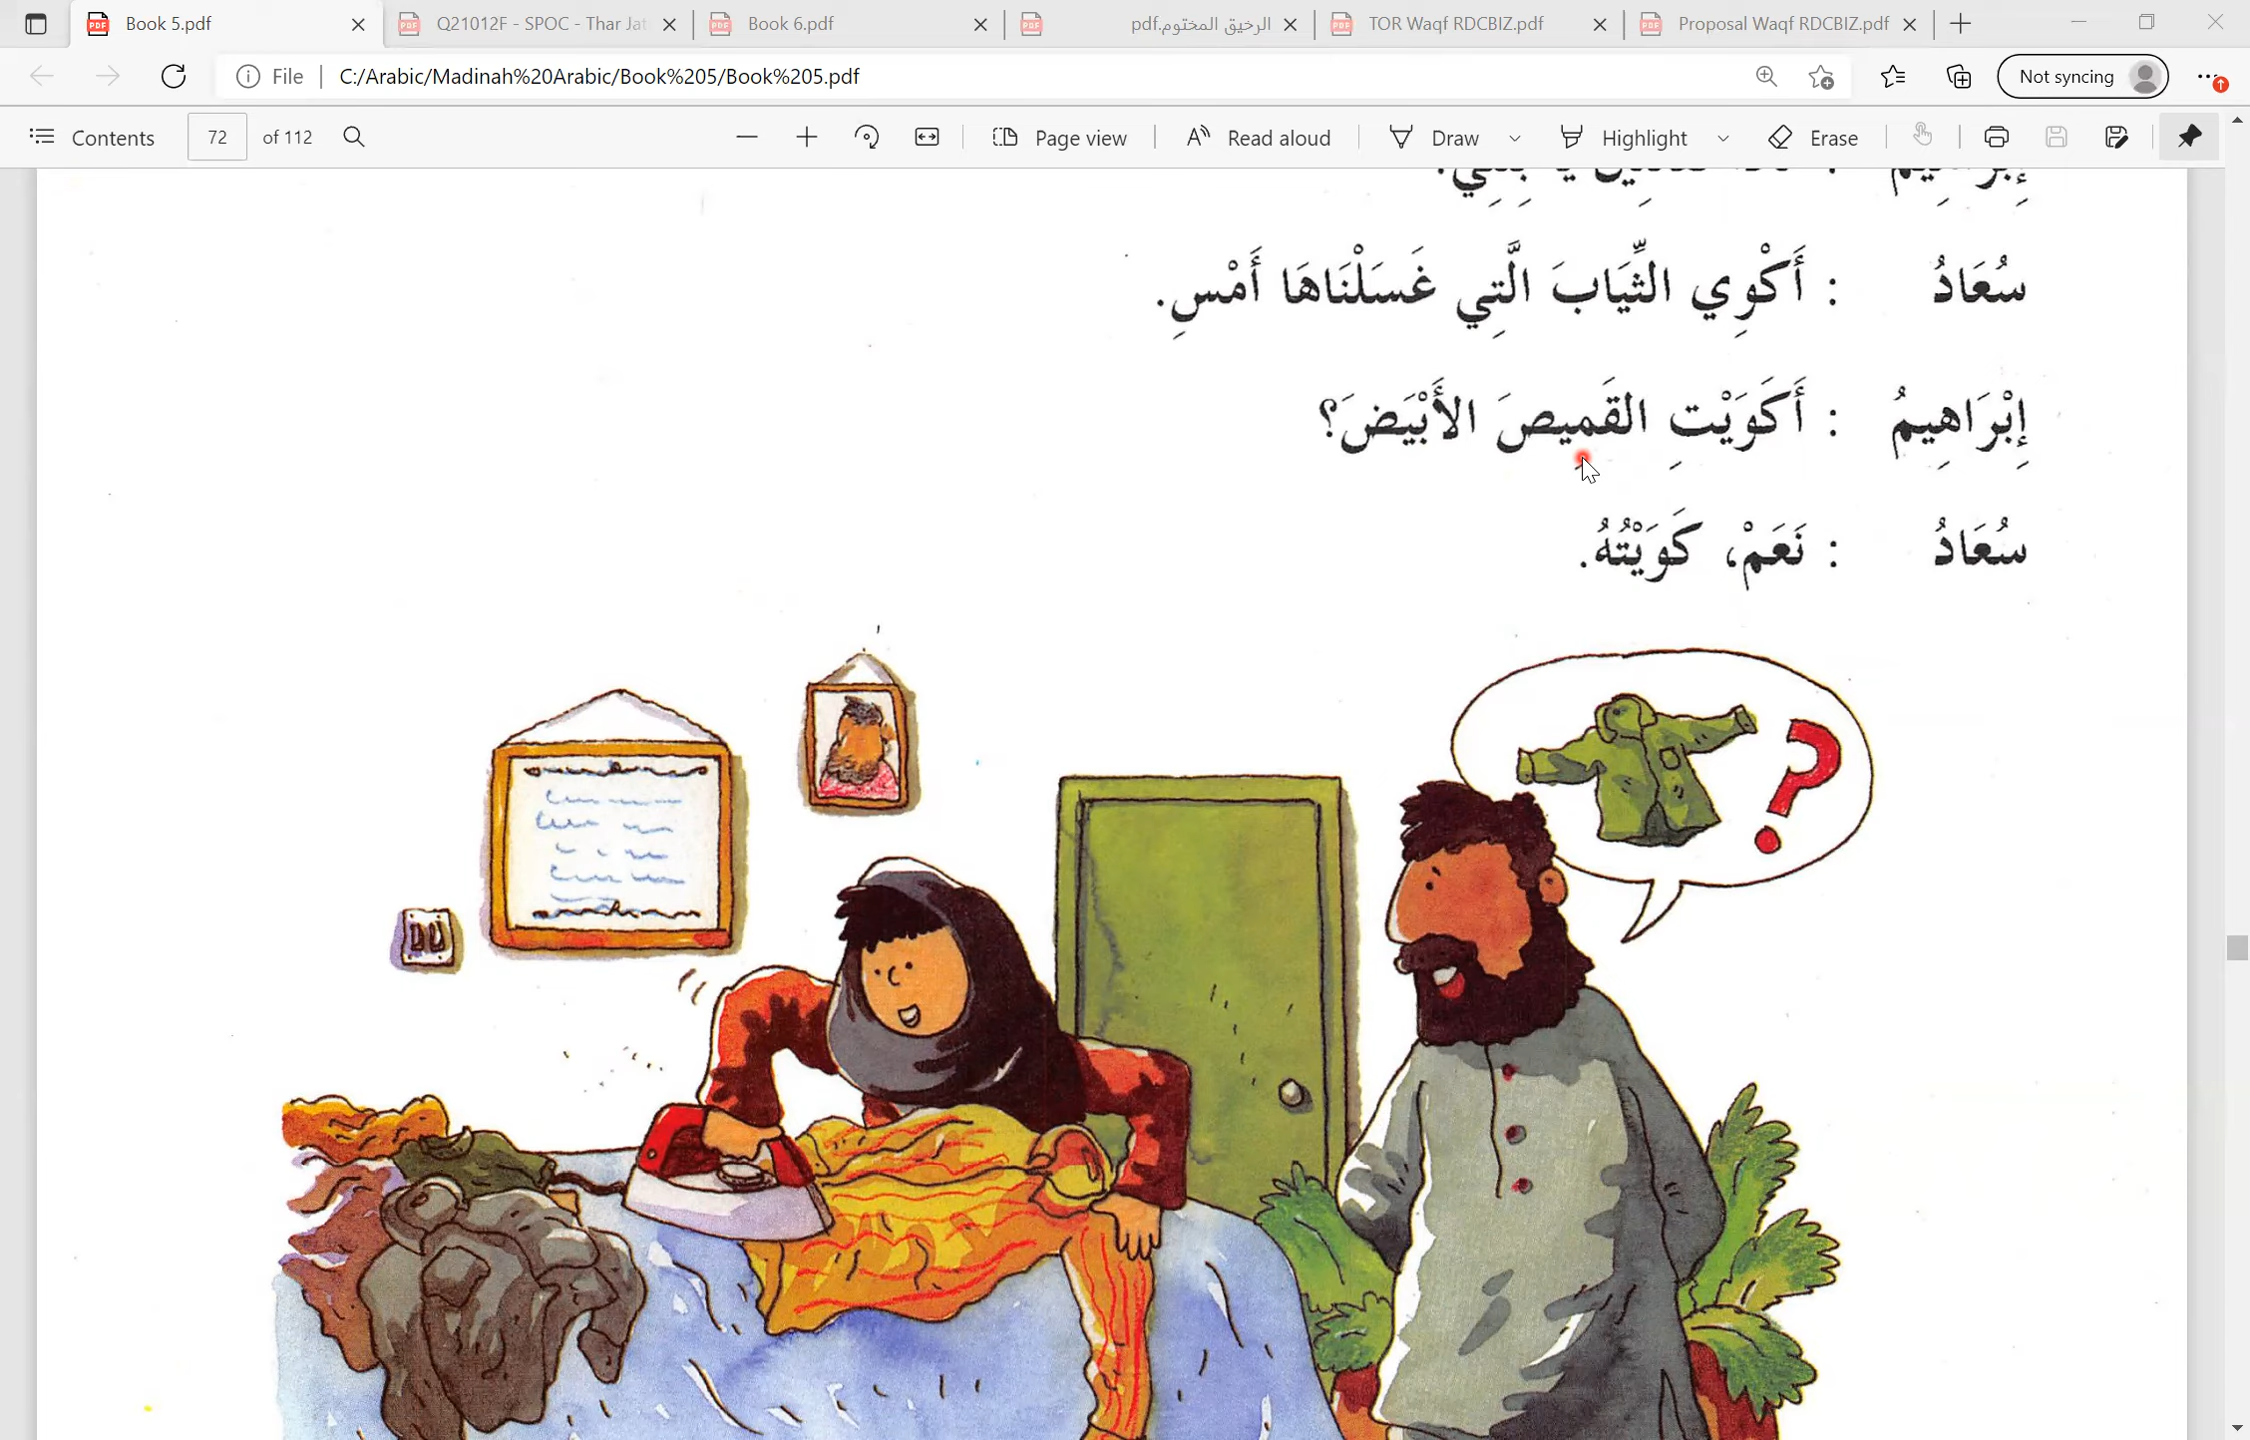 Book 5.pdf
Q21012F - SPOC - Thar Jat
Book 6.pdf
الرحيق المختوم.pdf
TOR Waqf RDCBIZ.pdf
Proposal Waqf RDCBIZ.pdf
File C:/Arabic/Madinah%20Arabic/Book%205/Book%205.pdf
Not syncing
Contents 72 of 112 Page view Read aloud Draw Highlight Erase
إِبْرَاهِيمُ :
سُعَادُ : أَكْوِي الثِّيَابَ الَّتِي غَسَلْنَاهَا أَمْسِ.
إِبْرَاهِيمُ : أَكَوَيْتِ القَمِيصَ الأَبْيَضَ؟
سُعَادُ : نَعَمْ، كَوَيْتُهُ.
?